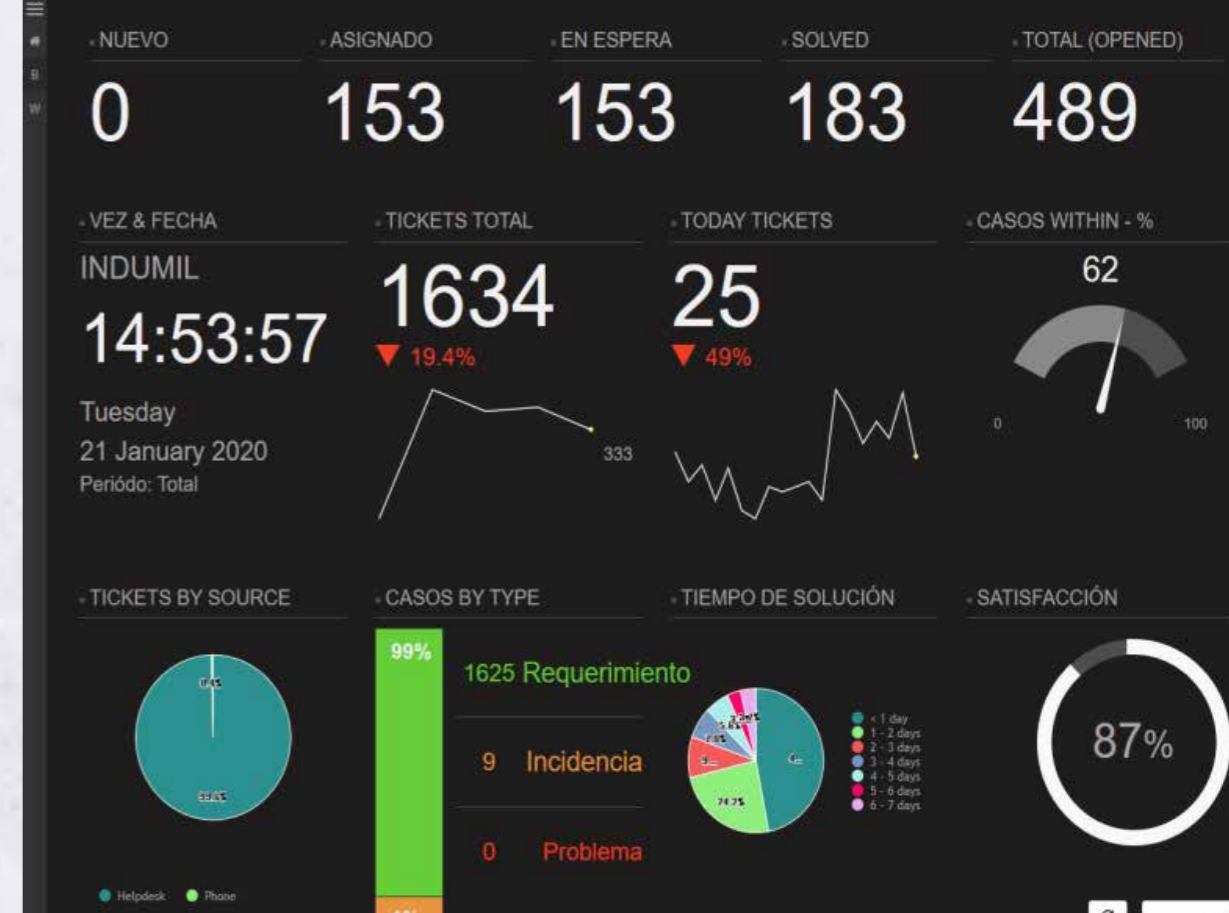 NUEVO
ASIGNADO
EN ESPERA
SOLVED
TOTAL (OPENED)
0
153
153
183
489
B
W
VEZ & FECHA
INDUMIL
14:53:57
Tuesday
21 January 2020
Periódo: Total
TICKETS TOTAL
1634
▼ 19.4%
333
TODAY TICKETS
25
▼ 49%
CASOS WITHIN - %
62
0
100
TICKETS BY SOURCE
Helpdesk
Phone
CASOS BY TYPE
99%
1625 Requerimiento
9 Incidencia
0 Problema
TIEMPO DE SOLUCIÓN
< 1 day
1 - 2 days
2 - 3 days
3 - 4 days
4 - 5 days
5 - 6 days
6 - 7 days
SATISFACCIÓN
87%